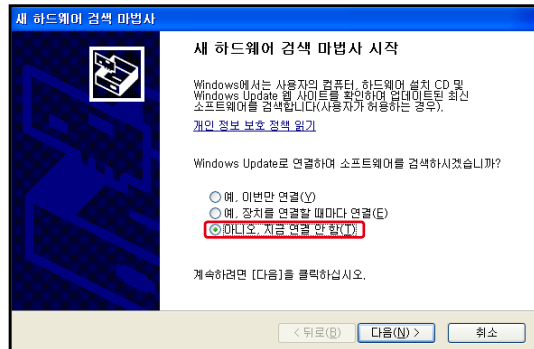 새 하드웨어 검색 마법사
새 하드웨어 검색 마법사 시작
Windows에서는 사용자의 컴퓨터, 하드웨어 설치 CD 및
Windows Update 웹 사이트를 확인하여 업데이트된 최신
소프트웨어를 검색합니다(사용자가 허용하는 경우).
개인 정보 보호 정책 읽기
Windows Update로 연결하여 소프트웨어를 검색하시겠습니까?
예, 이번만 연결(Y)
예, 장치를 연결할 때마다 연결(E)
아니오, 지금 연결 안 함(T)
계속하려면 [다음]을 클릭하십시오.
< 뒤로(B) 다음(N) > 취소